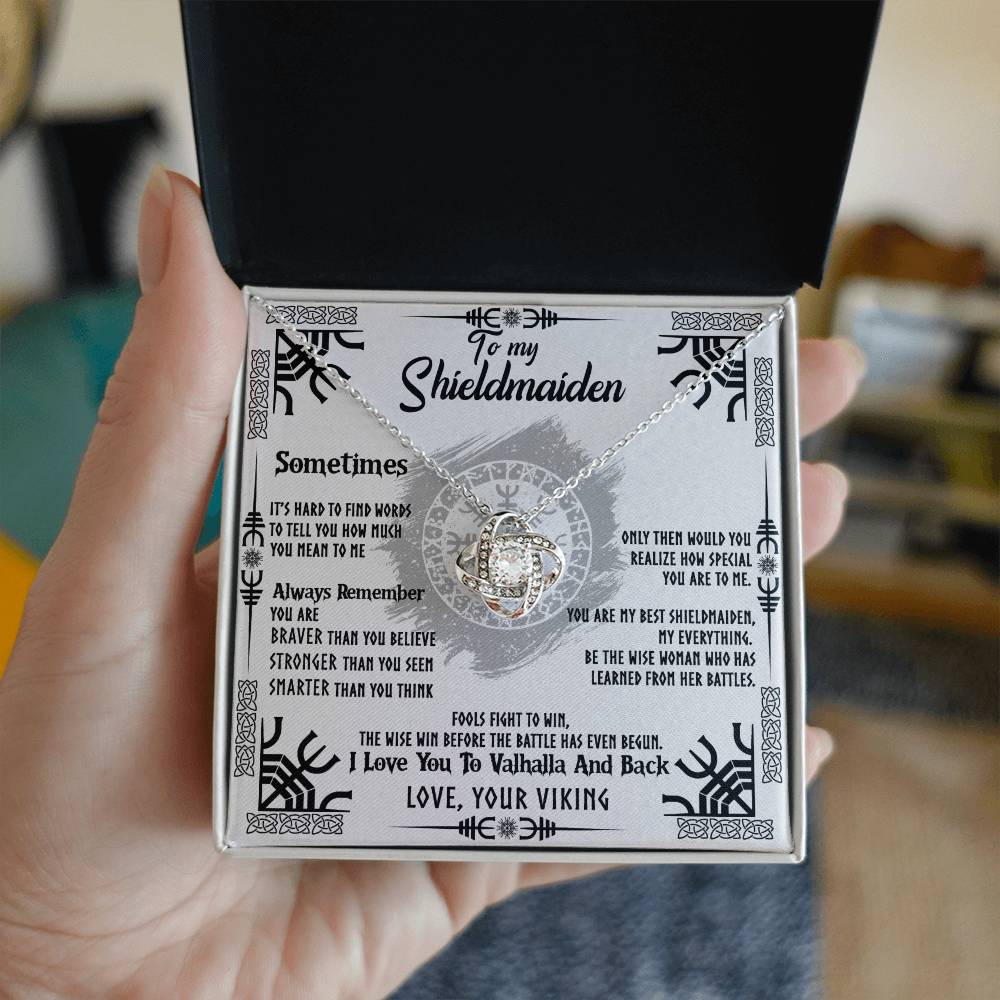 To my
Shieldmaiden
Sometimes
IT'S HARD TO FIND WORDS
TO TELL YOU HOW MUCH
YOU MEAN TO ME
Always Remember
YOU ARE
BRAVER THAN YOU BELIEVE
STRONGER THAN YOU SEEM
SMARTER THAN YOU THINK
ONLY THEN WOULD YOU
REALIZE HOW SPECIAL
YOU ARE TO ME.
YOU ARE MY BEST SHIELDMAIDEN,
MY EVERYTHING.
BE THE WISE WOMAN WHO HAS
LEARNED FROM HER BATTLES.
FOOLS FIGHT TO WIN,
THE WISE WIN BEFORE THE BATTLE HAS EVEN BEGUN.
I Love You To Valhalla And Back
LOVE, YOUR VIKING